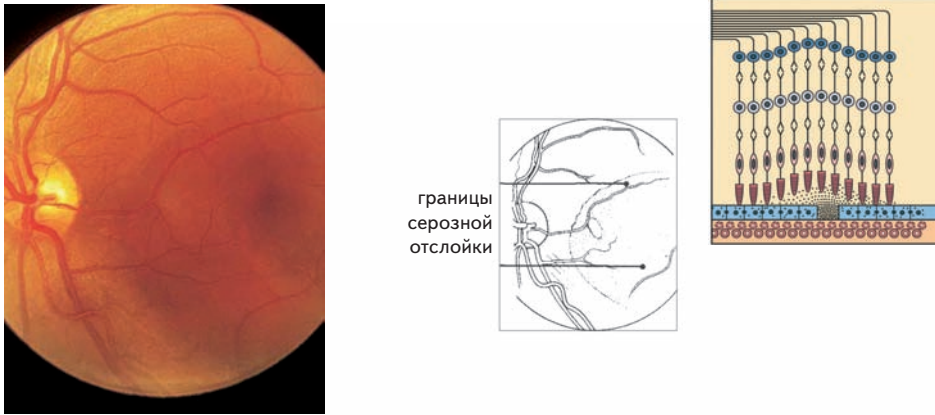 границы
серозной
отслойки